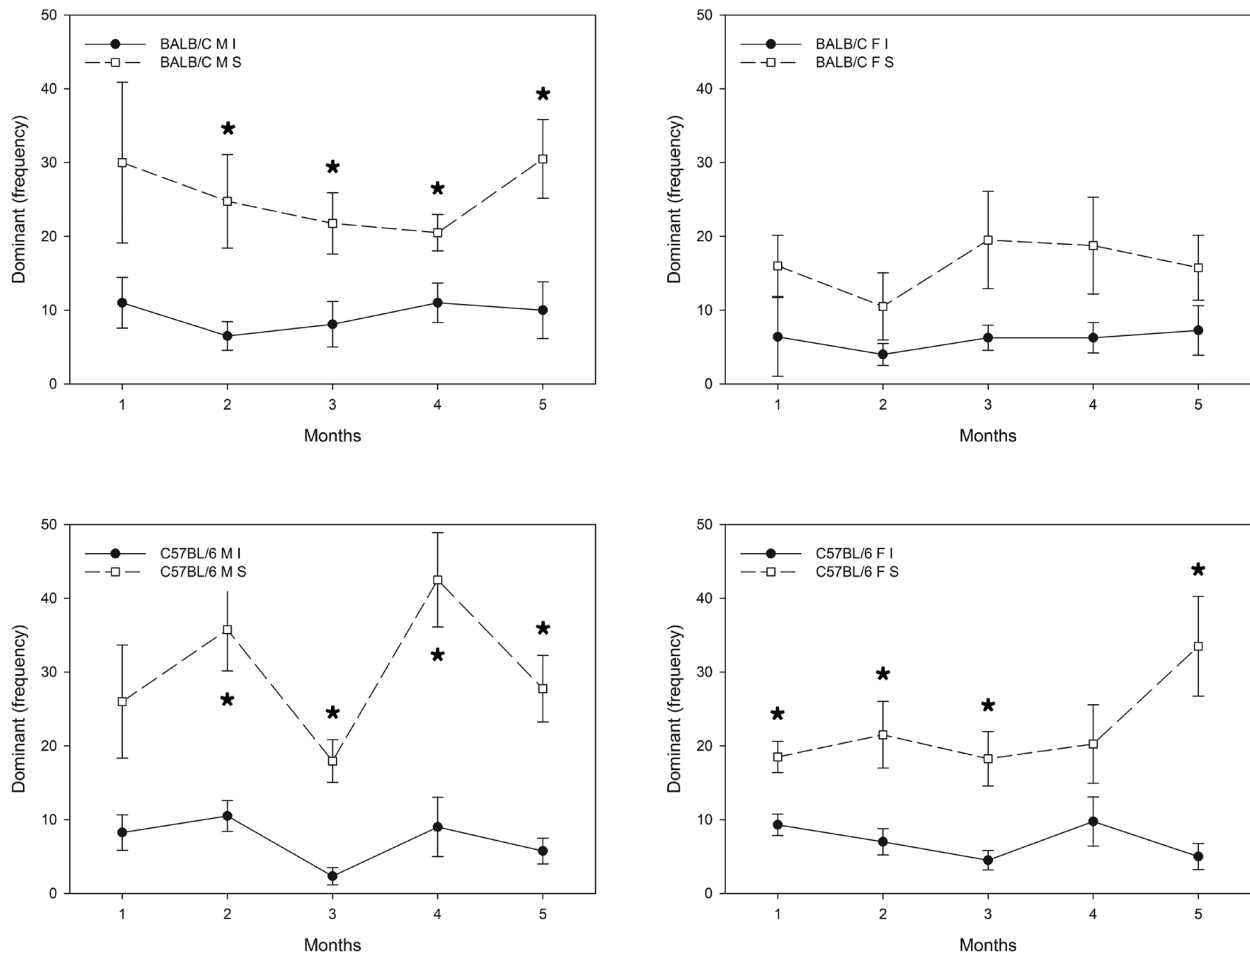 50
40
30
20
10
0
Dominant (frequency)
BALB/C M I
BALB/C M S
1 2 3 4 5
Months
50
40
30
20
10
0
Dominant (frequency)
BALB/C F I
BALB/C F S
1 2 3 4 5
Months
50
40
30
20
10
0
Dominant (frequency)
C57BL/6 M I
C57BL/6 M S
1 2 3 4 5
Months
50
40
30
20
10
0
Dominant (frequency)
C57BL/6 F I
C57BL/6 F S
1 2 3 4 5
Months